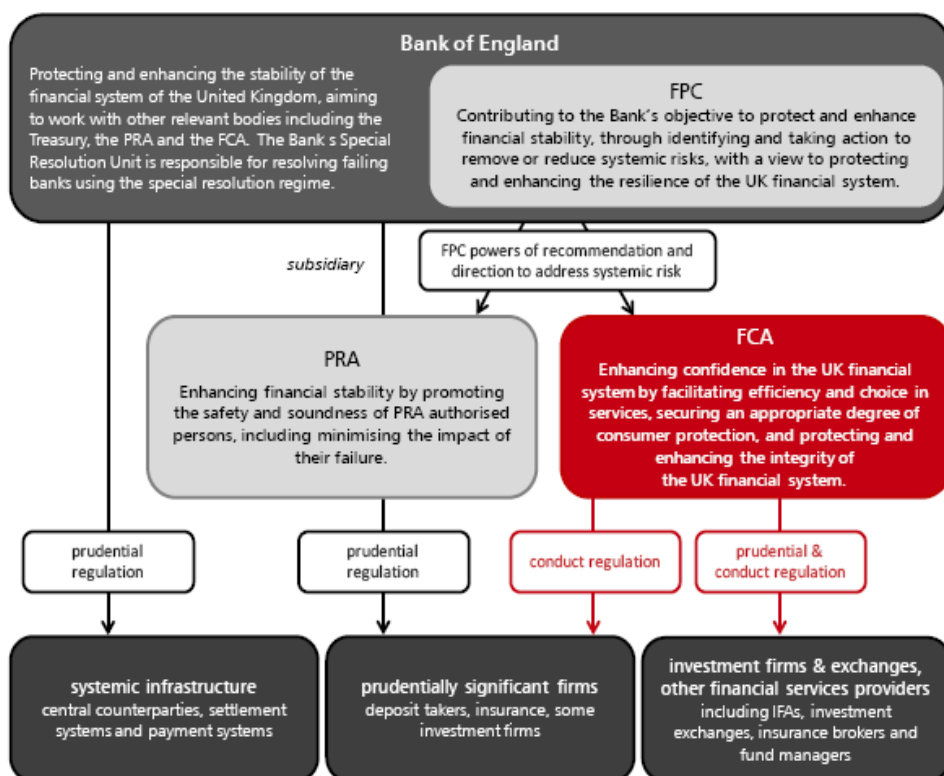 Bank of England
Protecting and enhancing the stability of the
financial system of the United Kingdom, aiming
to work with other relevant bodies including the
Treasury, the PRA and the FCA. The Bank's Special
Resolution Unit is responsible for resolving failing
banks using the special resolution regime.
FPC
Contributing to the Bank's objective to protect and enhance
financial stability, through identifying and taking action to
remove or reduce systemic risks, with a view to protecting
and enhancing the resilience of the UK financial system.
subsidiary
FPC powers of recommendation and
direction to address systemic risk
PRA
Enhancing financial stability by promoting
the safety and soundness of PRA authorised
persons, including minimising the impact of
their failure.
FCA
Enhancing confidence in the UK financial
system by facilitating efficiency and choice in
services, securing an appropriate degree of
consumer protection, and protecting and
enhancing the integrity of
the UK financial system.
prudential
regulation
prudential
regulation
conduct regulation
prudential &
conduct regulation
systemic infrastructure
central counterparties, settlement
systems and payment systems
prudentially significant firms
deposit takers, insurance, some
investment firms
investment firms & exchanges,
other financial services providers
including IFAs, investment
exchanges, insurance brokers and
fund managers